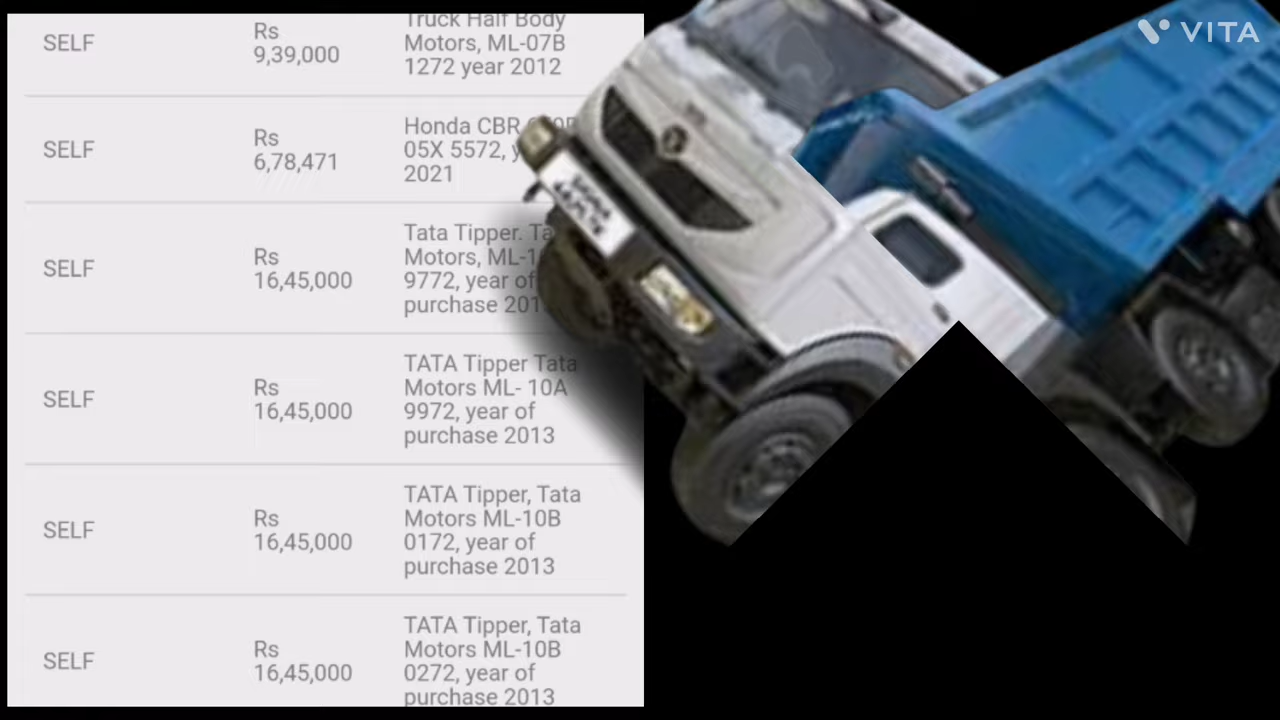 Truck Half Body
SELF
Rs
9,39,000
Motors, ML-07B
1272 year 2012
SELF
Rs
6,78,471
Honda CBR
05X 5572,
2021
SELF
Rs
16,45,000
Tata Tipper.
Motors,
9772, year of
purchase
SELF
Rs
16,45,000
TATA Tipper Tata
Motors ML- 10A
9972, year of
purchase 2013
SELF
Rs
16,45,000
TATA Tipper, Tata
Motors ML-10B
0172, year of
purchase 2013
SELF
Rs
16,45,000
TATA Tipper, Tata
Motors ML-10B
0272, year of
purchase 2013
VITA